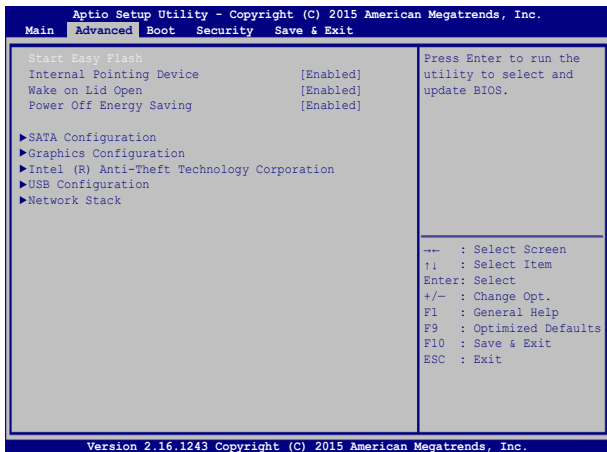 Aptio Setup Utility - Copyright (C) 2015 American Megatrends, Inc.
Main Advanced Boot Security Save & Exit
Start Easy Flash
Internal Pointing Device [Enabled]
Wake on Lid Open [Enabled]
Power Off Energy Saving [Enabled]
▶SATA Configuration
▶Graphics Configuration
▶Intel (R) Anti-Theft Technology Corporation
▶USB Configuration
▶Network Stack
Press Enter to run the
utility to select and
update BIOS.
→← : Select Screen
↑↓ : Select Item
Enter: Select
+/— : Change Opt.
F1 : General Help
F9 : Optimized Defaults
F10 : Save & Exit
ESC : Exit
Version 2.16.1243 Copyright (C) 2015 American Megatrends, Inc.